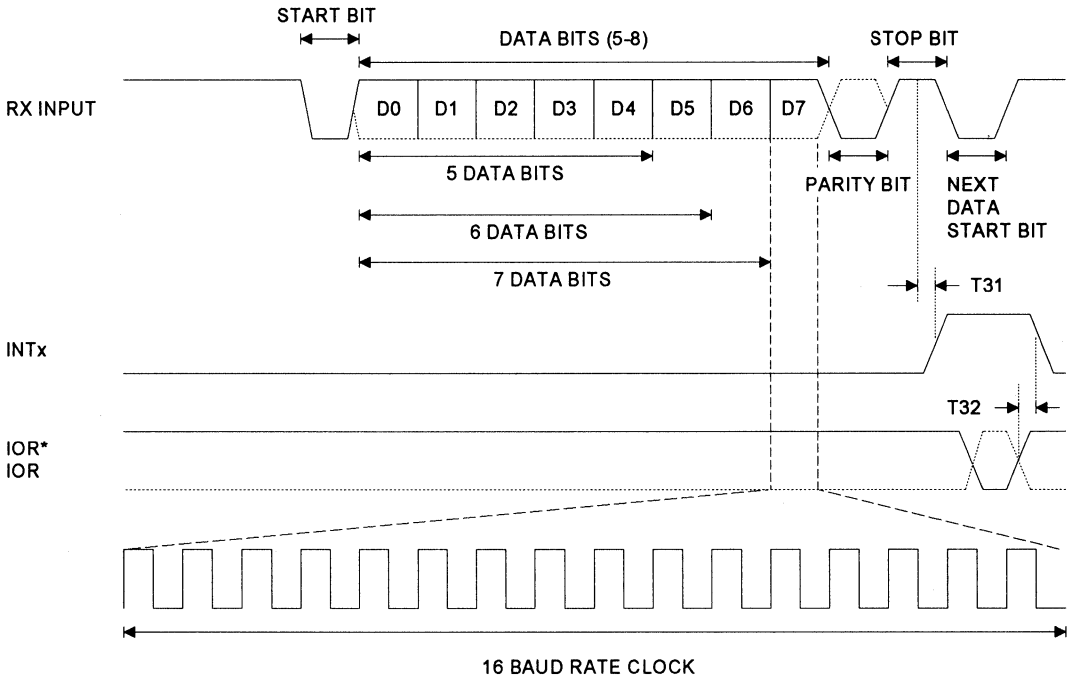 START BIT
DATA BITS (5-8)
STOP BIT
RX INPUT
D0 D1 D2 D3 D4 D5 D6 D7
5 DATA BITS
PARITY BIT
NEXT
DATA
START BIT
6 DATA BITS
7 DATA BITS
T31
INTx
T32
IOR*
IOR
16 BAUD RATE CLOCK